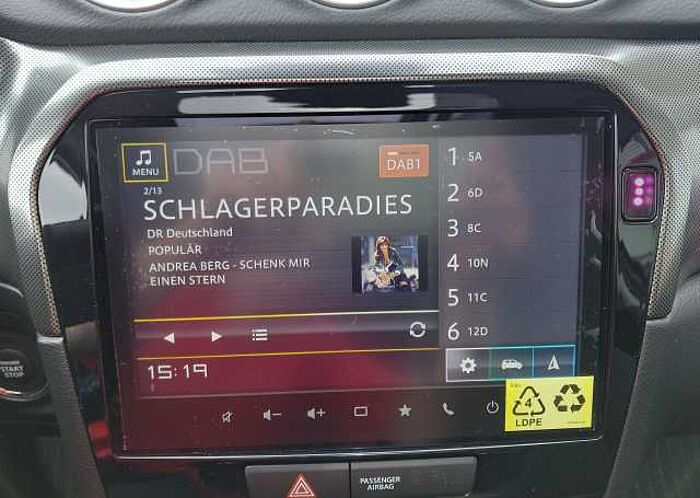 MENU
DAB
DAB1
2/13
SCHLAGERPARADIES
DR Deutschland
POPULÄR
ANDREA BERG - SCHENK MIR
EINEN STERN
15:19
1 5A
2 6D
3 8C
4 10N
5 11C
6 12D
4
LDPE
START
STOP
PASSENGER
AIRBAG